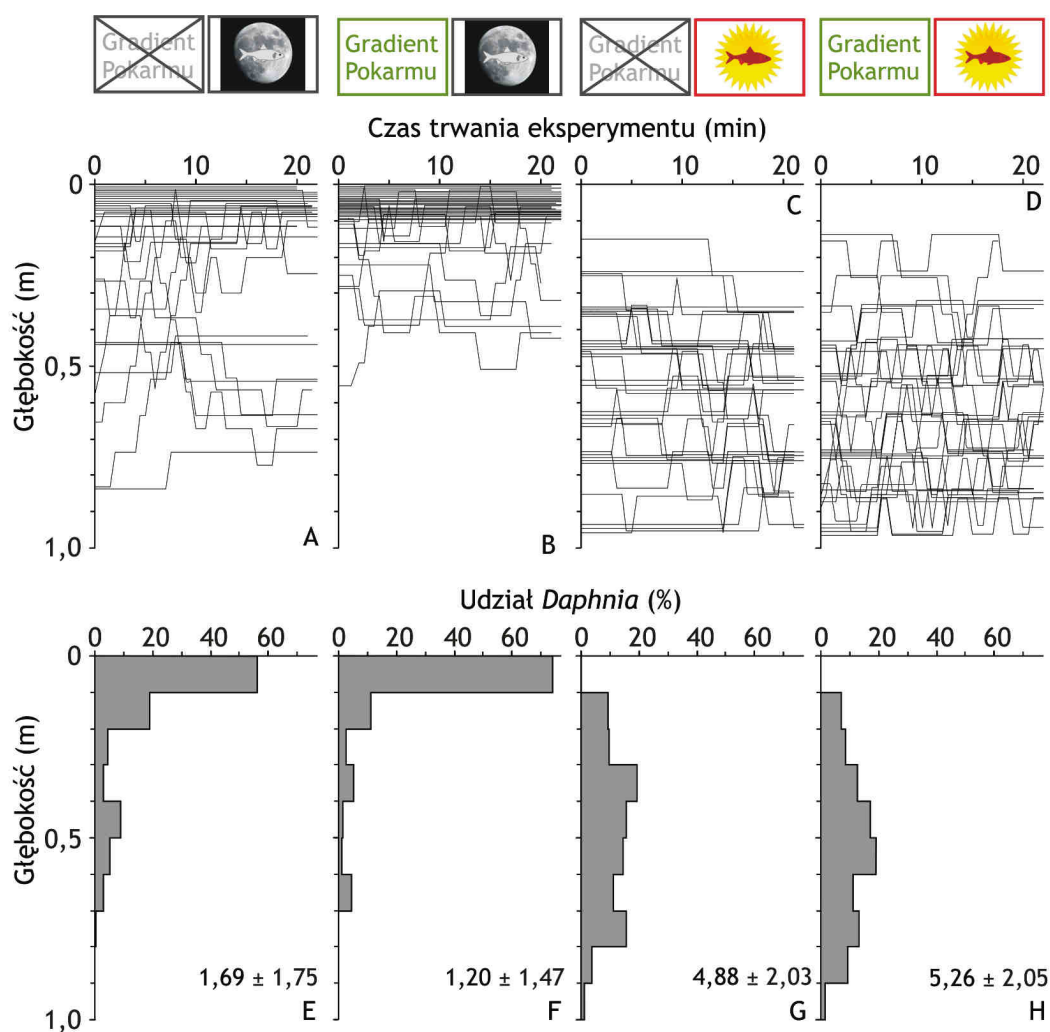 Gradient Pokarmu
Gradient Pokarmu
Gradient Pokarmu
Gradient Pokarmu
Czas trwania eksperymentu (min)
0 10 20 0 10 20 0 10 20 0 10 20
Głębokość (m)
0
0,5
1,0
A B C D
Udział Daphnia (%)
0 20 40 60 0 20 40 60 0 20 40 60 0 20 40 60
Głębokość (m)
0
0,5
1,0
1,69 ± 1,75 1,20 ± 1,47 4,88 ± 2,03 5,26 ± 2,05
E F G H